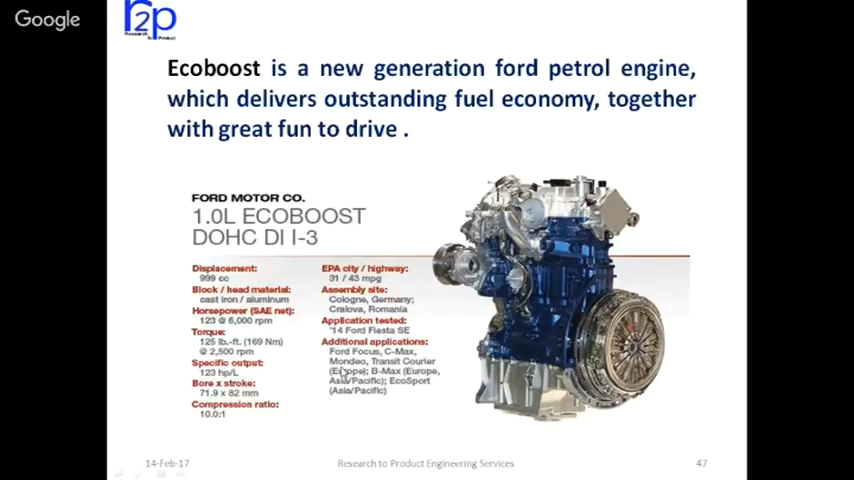 Google
r2p
Research
to Product
Ecoboost is a new generation ford petrol engine,
which delivers outstanding fuel economy, together
with great fun to drive .
FORD MOTOR CO.
1.0L ECOBOOST
DOHC DI I-3
Displacement:
999 cc
Block / head material:
cast iron / aluminum
Horsepower (SAE net):
123 @ 6,000 rpm
Torque:
125 lb.-ft. (169 Nm)
@ 2,500 rpm
Specific output:
123 hp/L
Bore x stroke:
71.9 x 82 mm
Compression ratio:
10.0:1
EPA city / highway:
31 / 43 mpg
Assembly site:
Cologne, Germany;
Craiova, Romania
Application tested:
'14 Ford Fiesta SE
Additional applications:
Ford Focus, C-Max,
Mondeo, Transit Courier
(Europe); B-Max (Europe,
Asia/Pacific); EcoSport
(Asia/Pacific)
14-Feb-17
Research to Product Engineering Services
47